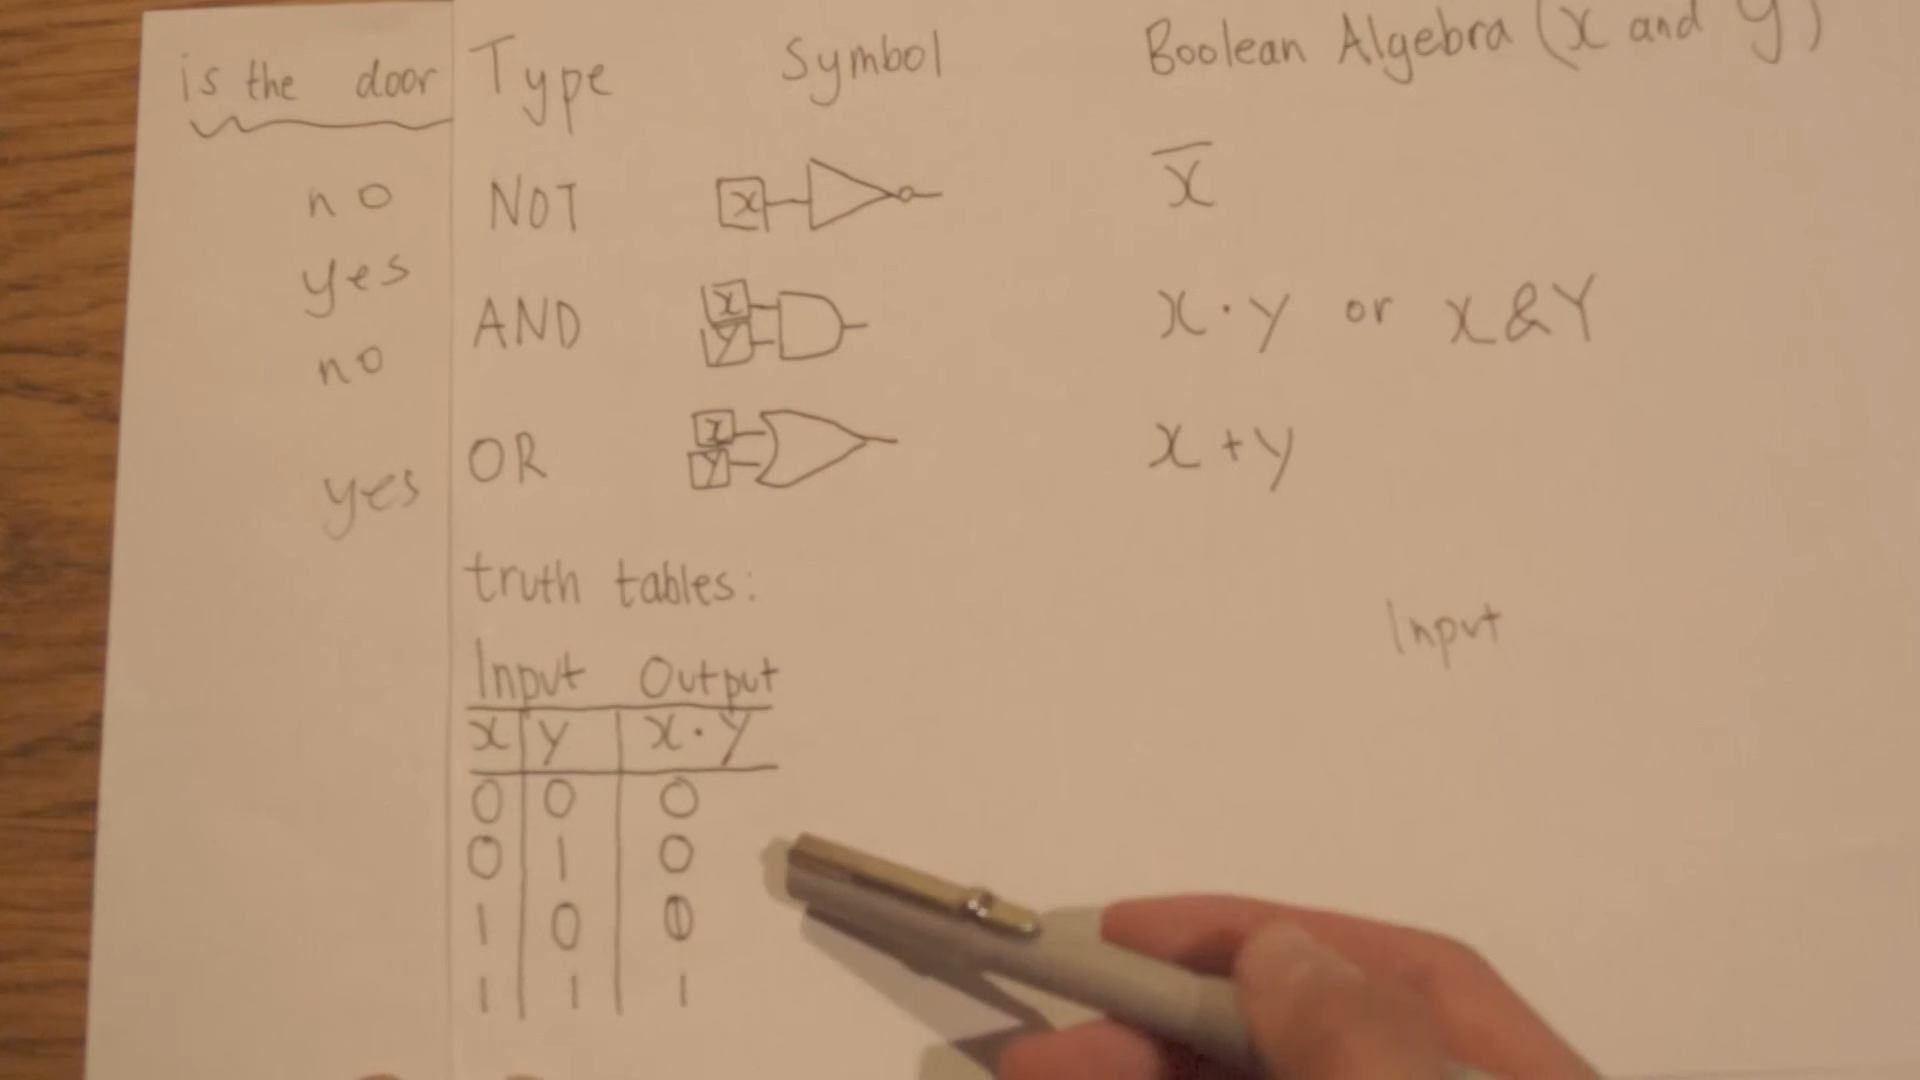 is the door
no
yes
no
yes
Type Symbol Boolean Algebra (x and y)
NOT x x̅
AND x y x·y or x&Y
OR x y x+y
truth tables:
Input
Input Output
x y x·y
0 0 0
0 1 0
1 0 0
1 1 1